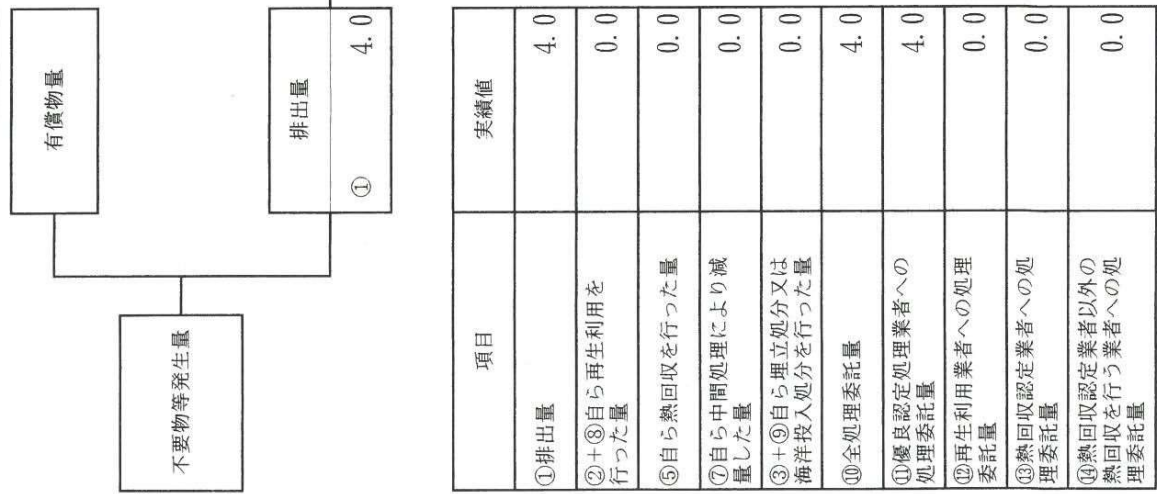 不要物等発生量
有償物量
排出量
① 4.0
項目 実績値
①排出量 4.0
②+⑧自ら再生利用を
行った量 0.0
⑤自ら熱回収を行った量 0.0
⑦自ら中間処理により減
量した量 0.0
③+⑨自ら埋立処分又は
海洋投入処分を行った量 0.0
⑩全処理委託量 4.0
⑪優良認定処理業者への
処理委託量 4.0
⑫再生利用業者への処理
委託量 0.0
⑬熱回収認定業者への処
理委託量 0.0
⑭熱回収認定業者以外の
熱回収を行う業者への処
理委託量 0.0